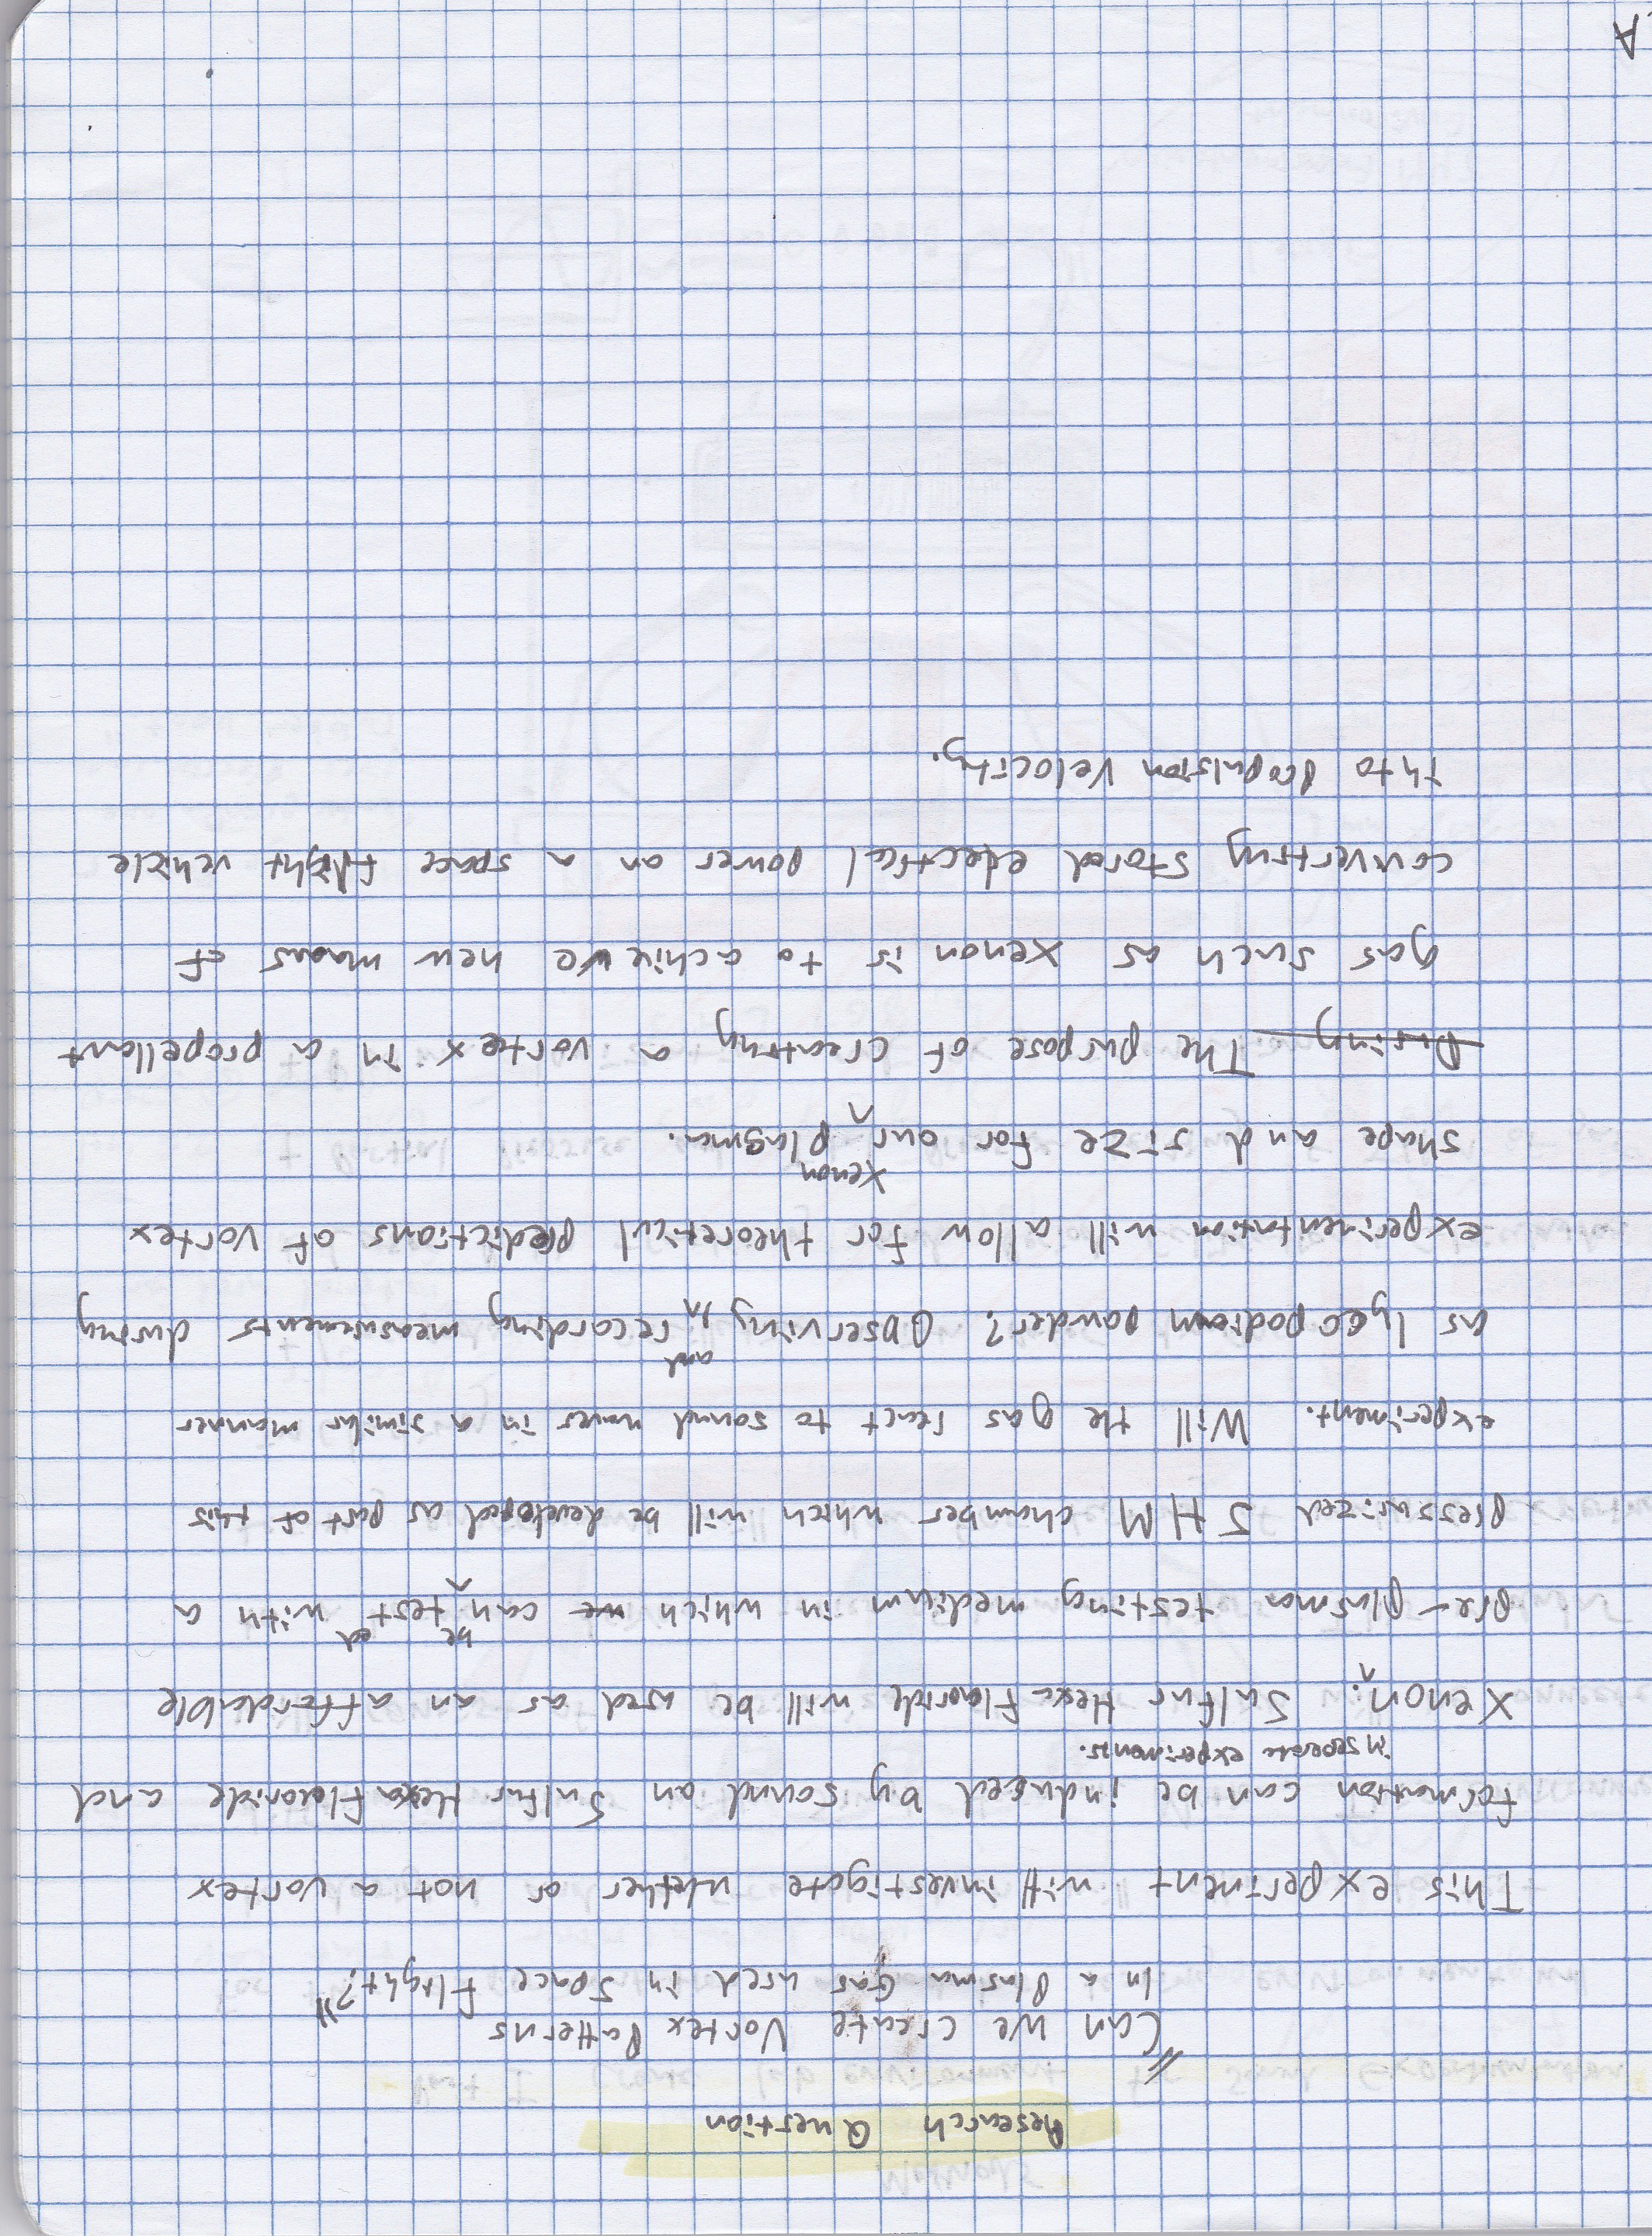 Research Question
"Can we create Vortex Patterns
in a Plasma Gas used in Space Flight?"
This experiment will investigate whether or not a vortex
formation can be induced by sound on Sulfur Hexa Flouride and
in seperate experiments.
Xenon. Sulfur Hexa Flouride will be used as an affordable
pre-plasma testing medium in which we can be tested with a
pressurized SHM chamber which will be developed as part of this
experiment. Will the gas react to sound waves in a similar manner
as lycopodium powder? Observing and recording measurements during
experimentation will allow for theoretical predictions of vortex
shape and size for our Xenon plasma.
During The purpose of creating a vortex in a propellant
gas such as Xenon is to achieve new means of
converting stored electrical power on a space flight vehicle
into propulsion velocity.
A